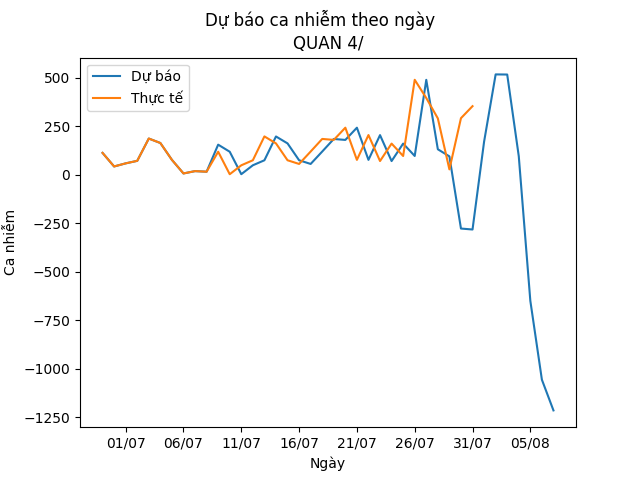 Dự báo ca nhiễm theo ngày
QUAN 4/
Dự báo
Thực tế
Ca nhiễm
500
250
0
−250
−500
−750
−1000
−1250
01/07 06/07 11/07 16/07 21/07 26/07 31/07 05/08
Ngày